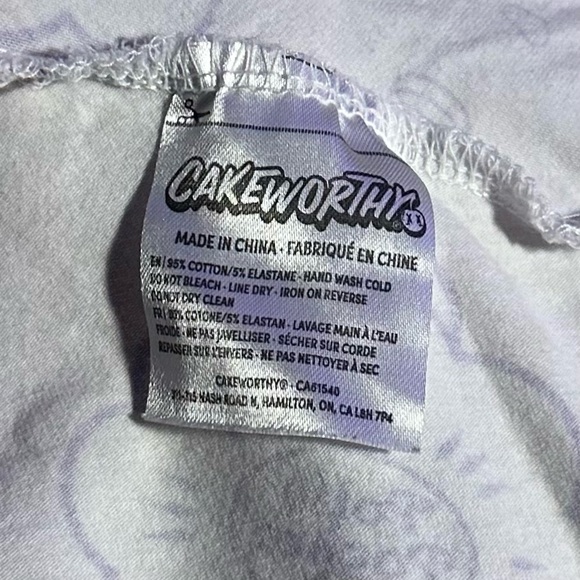 CAKEWORTHY
MADE IN CHINA · FABRIQUÉ EN CHINE
EN | 95% COTTON/5% ELASTANE · HAND WASH COLD
DO NOT BLEACH · LINE DRY · IRON ON REVERSE
DO NOT DRY CLEAN
FR | COTONE/5% ELASTAN · LAVAGE MAIN À L'EAU
FROIDE · NE PAS JAVELLISER · SÉCHER SUR CORDE
REPASSER SUR L'ENVERS · NE PAS NETTOYER À SEC
CAKEWORTHY® · CA61540
NASH ROAD N, HAMILTON, ON, CA L8H 7P4